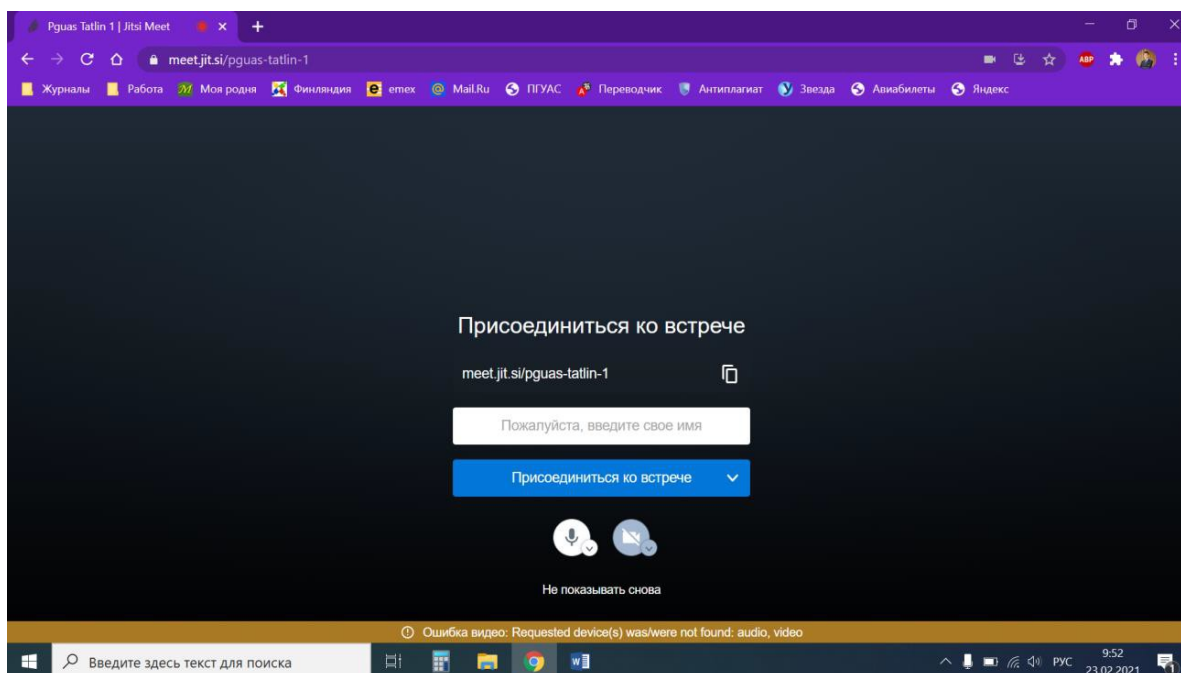 Pguas Tatlin 1 | Jitsi Meet
meet.jit.si/pguas-tatlin-1
ABP
Журналы Работа M Моя родня Финляндия e emex @ Mail.Ru ПГУАС Переводчик Антиплагиат Звезда Авиабилеты Яндекс
Присоединиться ко встрече
meet.jit.si/pguas-tatlin-1
Пожалуйста, введите свое имя
Присоединиться ко встрече
Не показывать снова
Ошибка видео: Requested device(s) was/were not found: audio, video
Введите здесь текст для поиска
W
РУС
9:52
23.02.2021
1